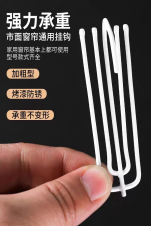 强力承重
市面窗帘通用挂钩
家用窗帘基本上都可使用
型号款式齐全
加粗型
烤漆防锈
承重不变形